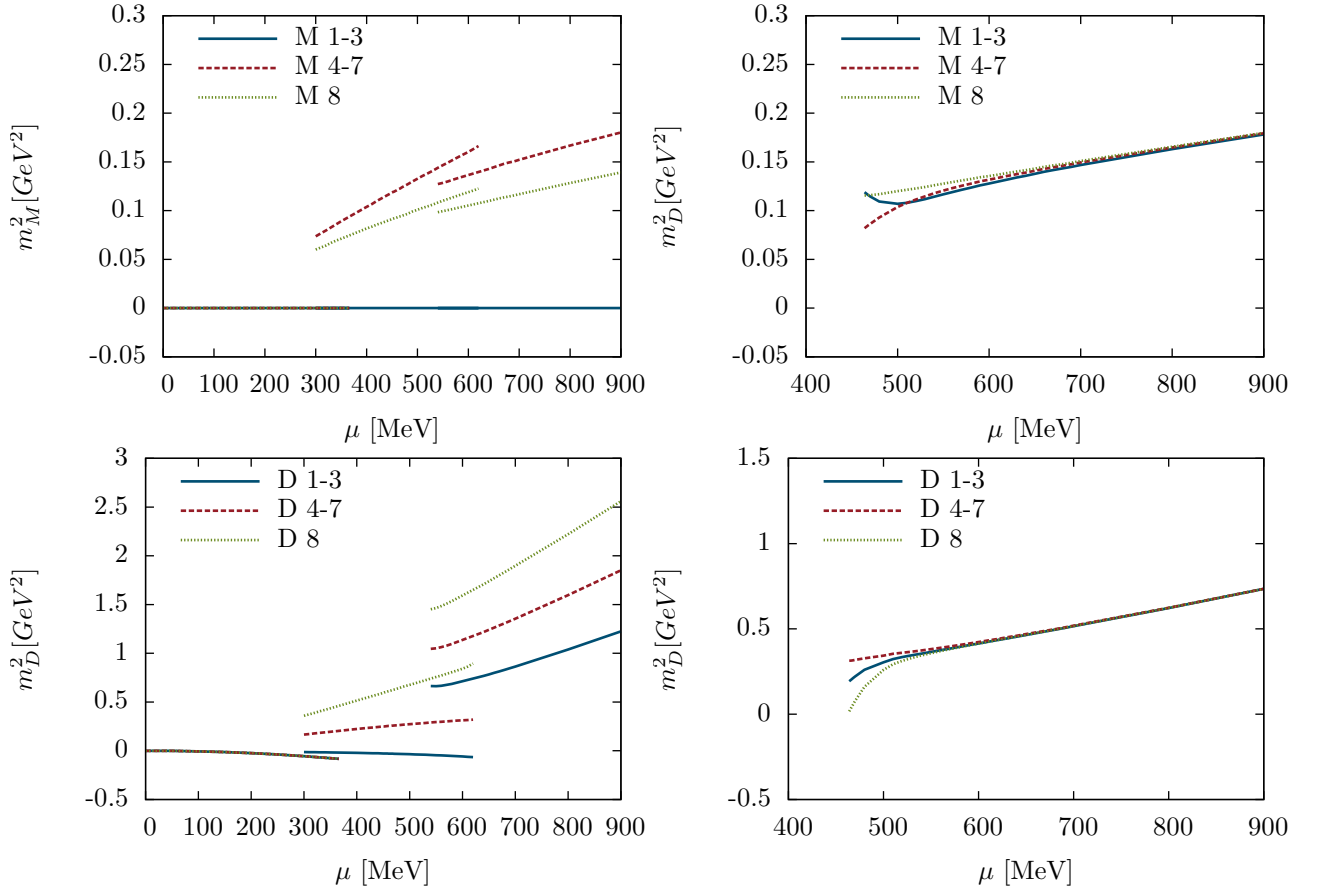 0.3
0.25
0.2
0.15
0.1
0.05
0
-0.05
m²_M[GeV²]
M 1-3
M 4-7
M 8
0 100 200 300 400 500 600 700 800 900
μ [MeV]
0.3
0.25
0.2
0.15
0.1
0.05
0
-0.05
m²_D[GeV²]
M 1-3
M 4-7
M 8
400 500 600 700 800 900
μ [MeV]
3
2.5
2
1.5
1
0.5
0
-0.5
m²_D[GeV²]
D 1-3
D 4-7
D 8
0 100 200 300 400 500 600 700 800 900
μ [MeV]
1.5
1
0.5
0
-0.5
m²_D[GeV²]
D 1-3
D 4-7
D 8
400 500 600 700 800 900
μ [MeV]